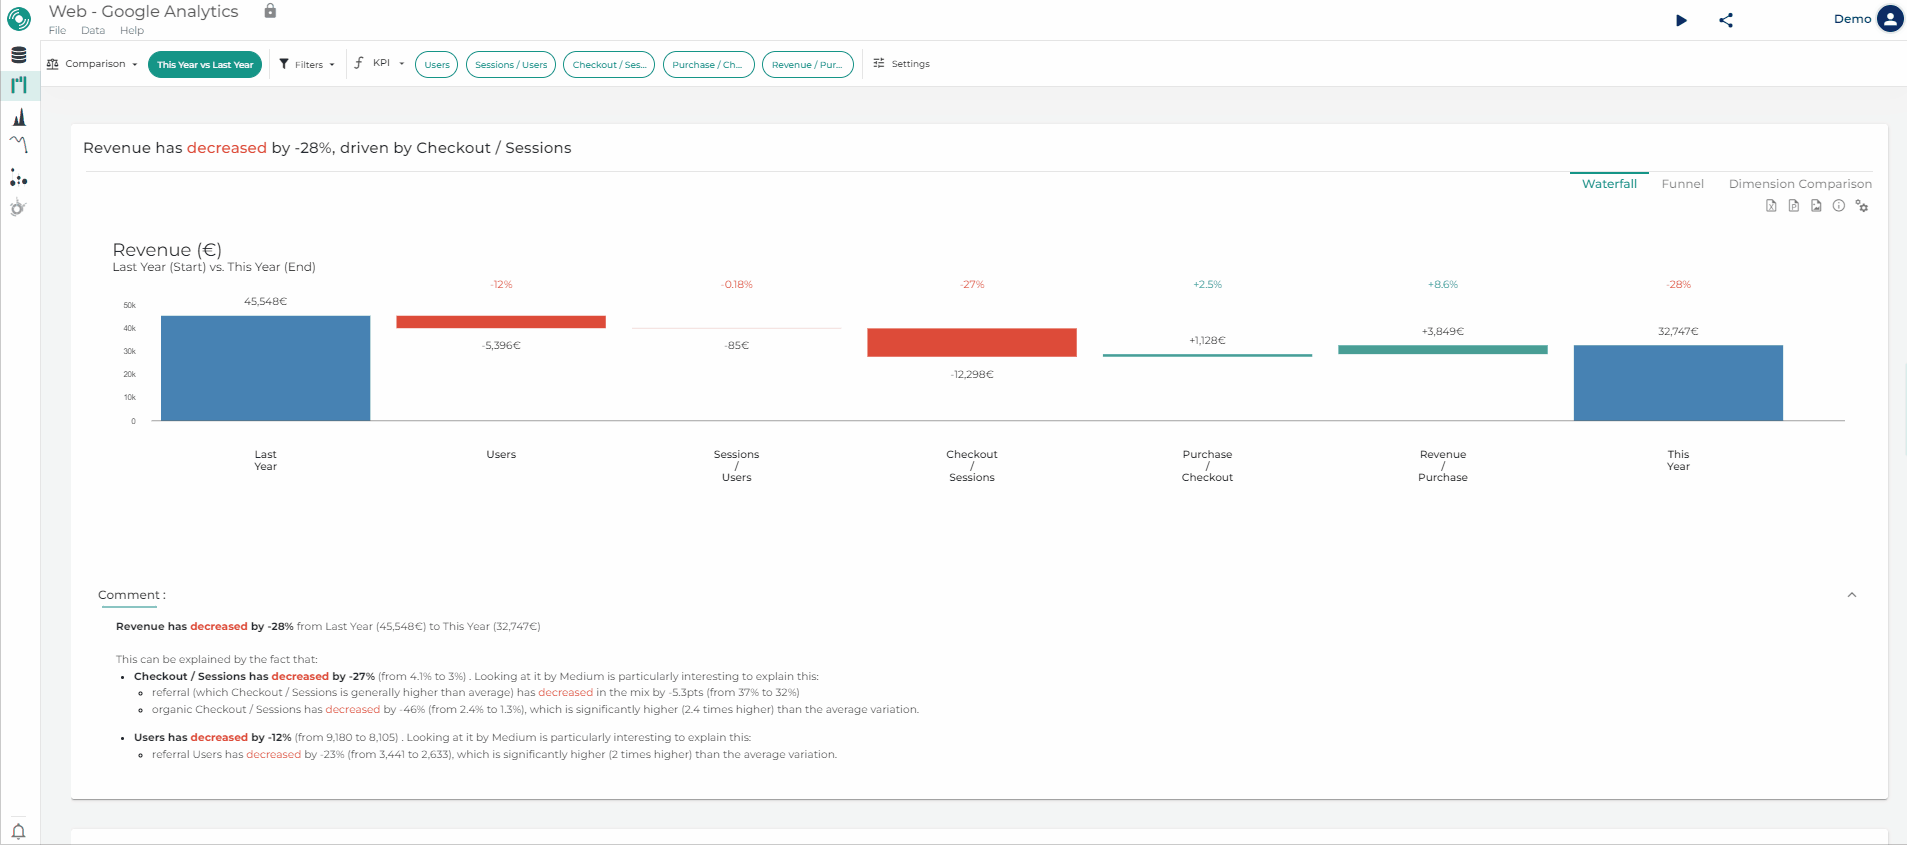 Web - Google Analytics
File Data Help
Demo
Comparison This Year vs Last Year Filters KPI Users Sessions / Users Checkout / Ses... Purchase / Ch... Revenue / Pur... Settings
Revenue has decreased by -28%, driven by Checkout / Sessions
Waterfall Funnel Dimension Comparison
Revenue (€)
Last Year (Start) vs. This Year (End)
-12% -0.18% -27% +2.5% +8.6% -28%
50k
40k
30k
20k
10k
0
45,548€
-5,396€
-85€
-12,298€
+1,128€
+3,849€
32,747€
Last
Year
Users
Sessions
/
Users
Checkout
/
Sessions
Purchase
/
Checkout
Revenue
/
Purchase
This
Year
Comment :
Revenue has decreased by -28% from Last Year (45,548€) to This Year (32,747€)
This can be explained by the fact that:
Checkout / Sessions has decreased by -27% (from 4.1% to 3%) . Looking at it by Medium is particularly interesting to explain this:
referral (which Checkout / Sessions is generally higher than average) has decreased in the mix by -5.3pts (from 37% to 32%)
organic Checkout / Sessions has decreased by -46% (from 2.4% to 1.3%), which is significantly higher (2.4 times higher) than the average variation.
Users has decreased by -12% (from 9,180 to 8,105) . Looking at it by Medium is particularly interesting to explain this:
referral Users has decreased by -23% (from 3,441 to 2,633), which is significantly higher (2 times higher) than the average variation.